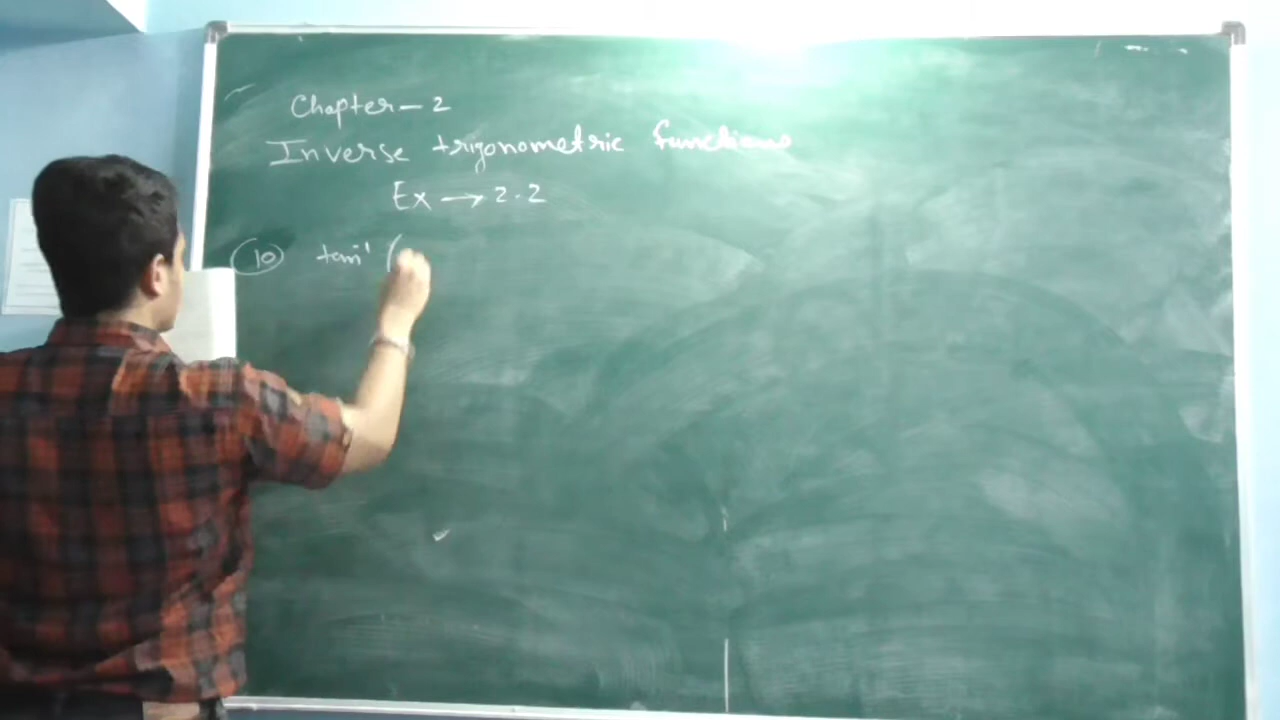 Chapter - 2
Inverse trigonometric functions
Ex → 2.2
10 tan⁻¹ (